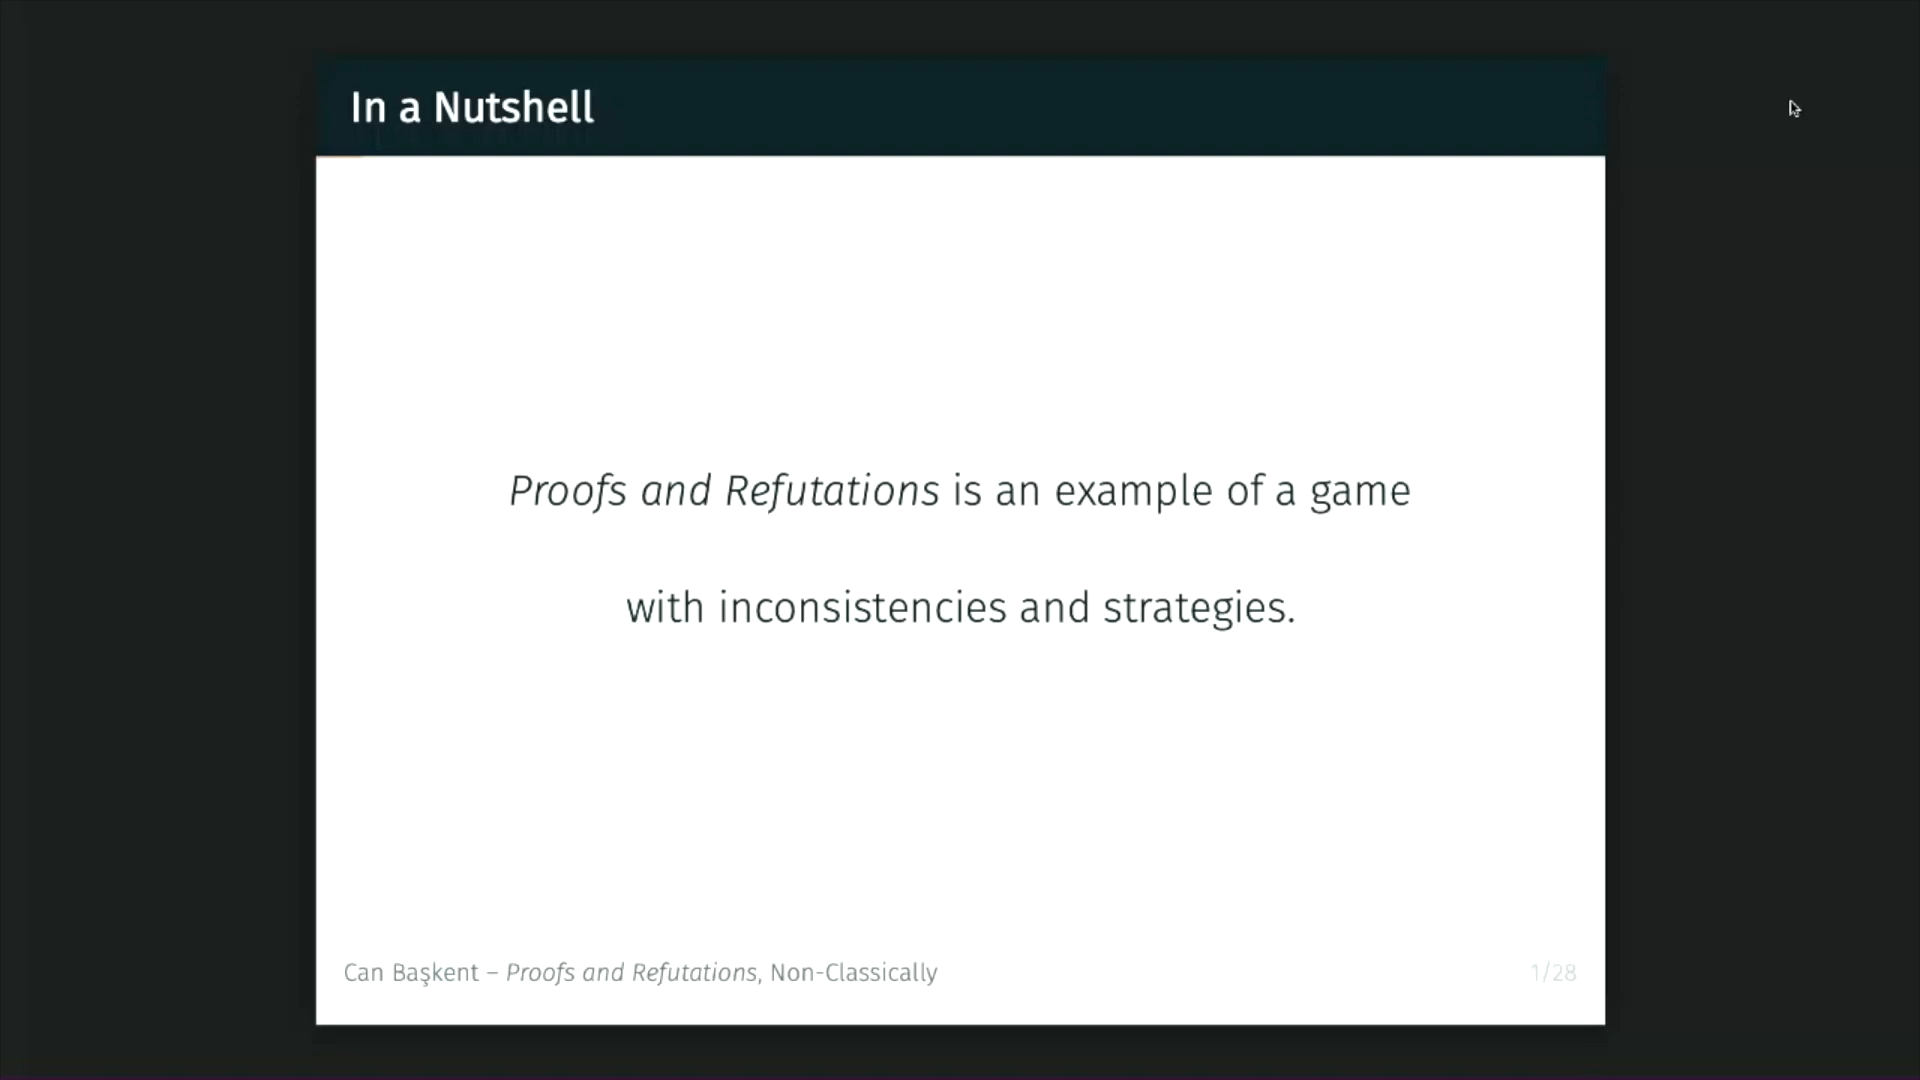 In a Nutshell
Proofs and Refutations is an example of a game
with inconsistencies and strategies.
Can Başkent – Proofs and Refutations, Non-Classically
1/28